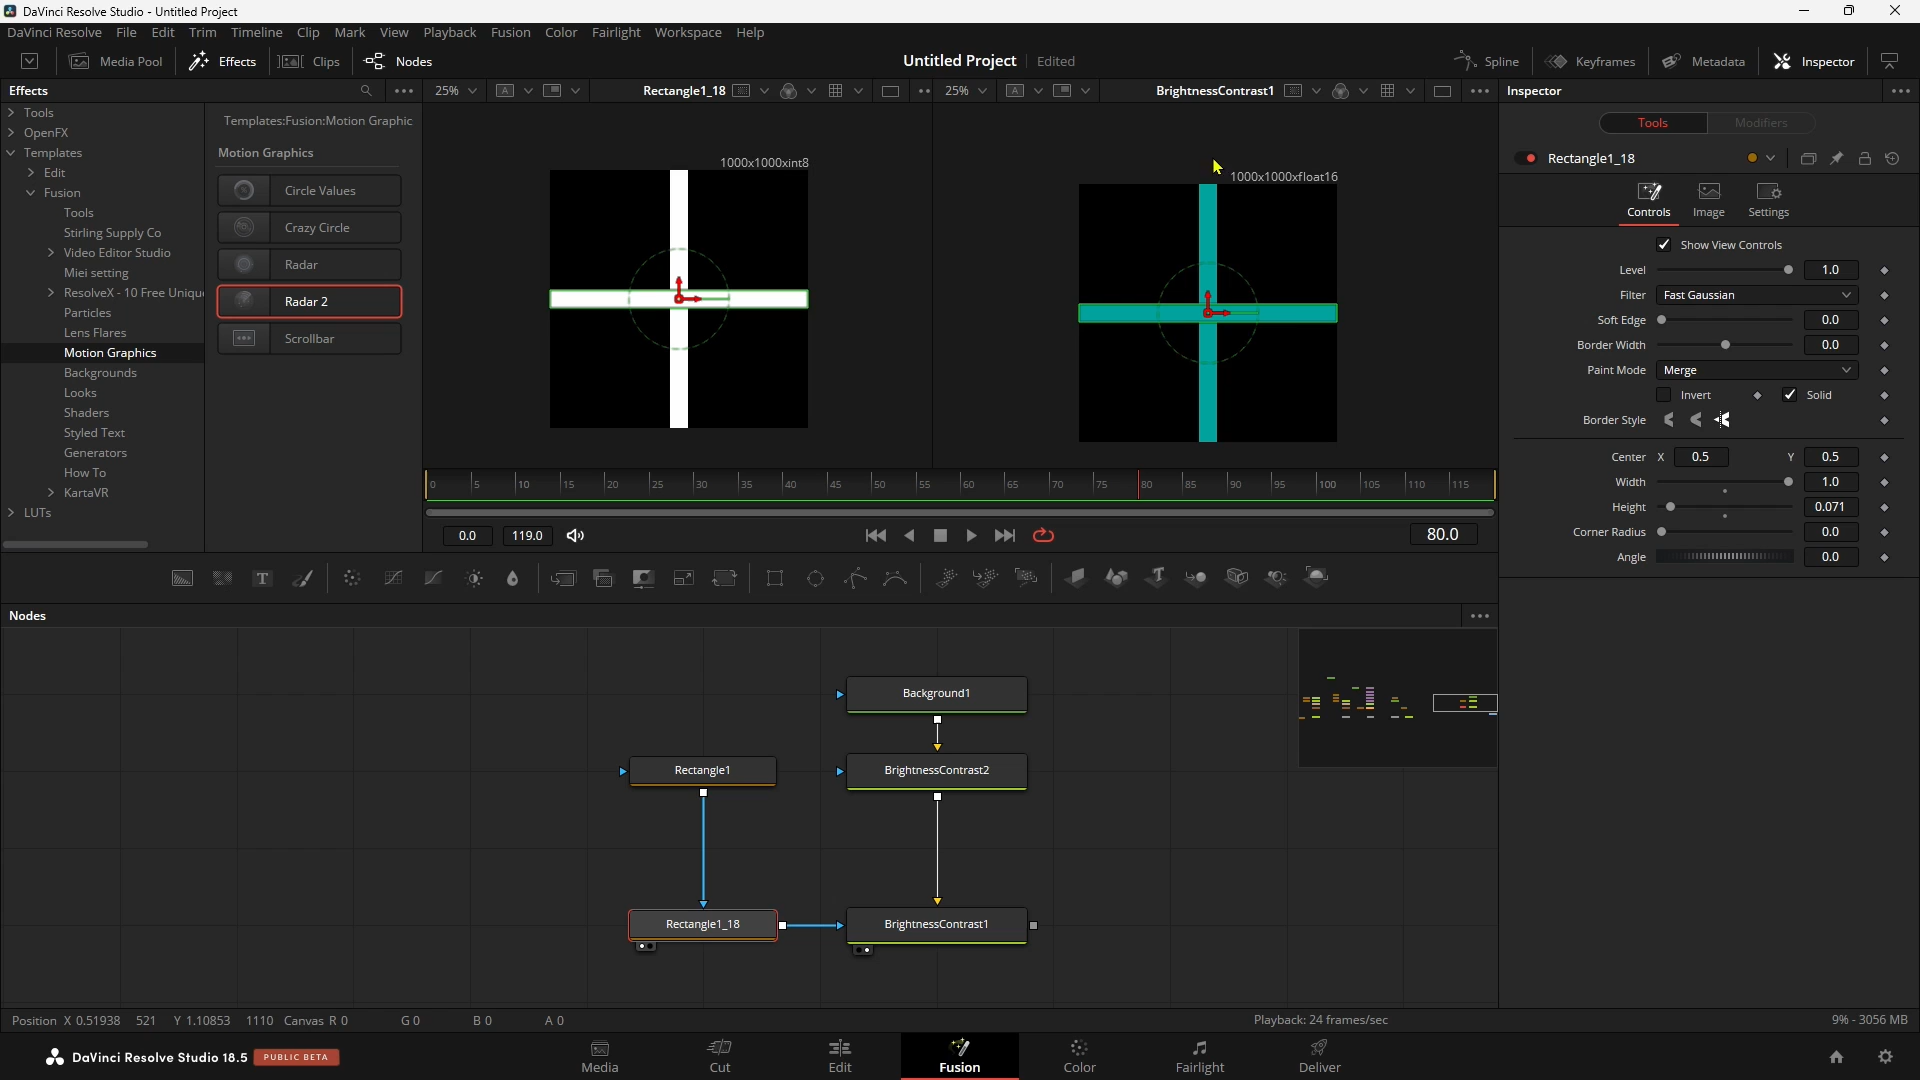 DaVinci Resolve Studio - Untitled Project
DaVinci Resolve File Edit Trim Timeline Clip Mark View Playback Fusion Color Fairlight Workspace Help
Media Pool Effects Clips Nodes Untitled Project Edited Spline Keyframes Metadata Inspector
Effects 25% A Rectangle1_18 25% A BrightnessContrast1 Inspector
Tools
OpenFX
Templates
Edit
Fusion
Tools
Stirling Supply Co
Video Editor Studio
Miei setting
ResolveX - 10 Free Uniqu
Particles
Lens Flares
Motion Graphics
Backgrounds
Looks
Shaders
Styled Text
Generators
How To
KartaVR
LUTs
Templates:Fusion:Motion Graphic
Motion Graphics
Circle Values
Crazy Circle
Radar
Radar 2
Scrollbar
1000x1000xint8
1000x1000xfloat16
0 5 10 15 20 25 30 35 40 45 50 55 60 65 70 75 80 85 90 95 100 105 110 115
0.0 119.0 80.0
Tools Modifiers
Rectangle1_18
Controls Image Settings
Show View Controls
Level 1.0
Filter Fast Gaussian
Soft Edge 0.0
Border Width 0.0
Paint Mode Merge
Invert Solid
Border Style
Center X 0.5 Y 0.5
Width 1.0
Height 0.071
Corner Radius 0.0
Angle 0.0
T
T
Nodes
Background1
Rectangle1 BrightnessContrast2
Rectangle1_18 BrightnessContrast1
Position X 0.51938 521 Y 1.10853 1110 Canvas R 0 G 0 B 0 A 0 Playback: 24 frames/sec 9% - 3056 MB
DaVinci Resolve Studio 18.5 PUBLIC BETA Media Cut Edit Fusion Color Fairlight Deliver